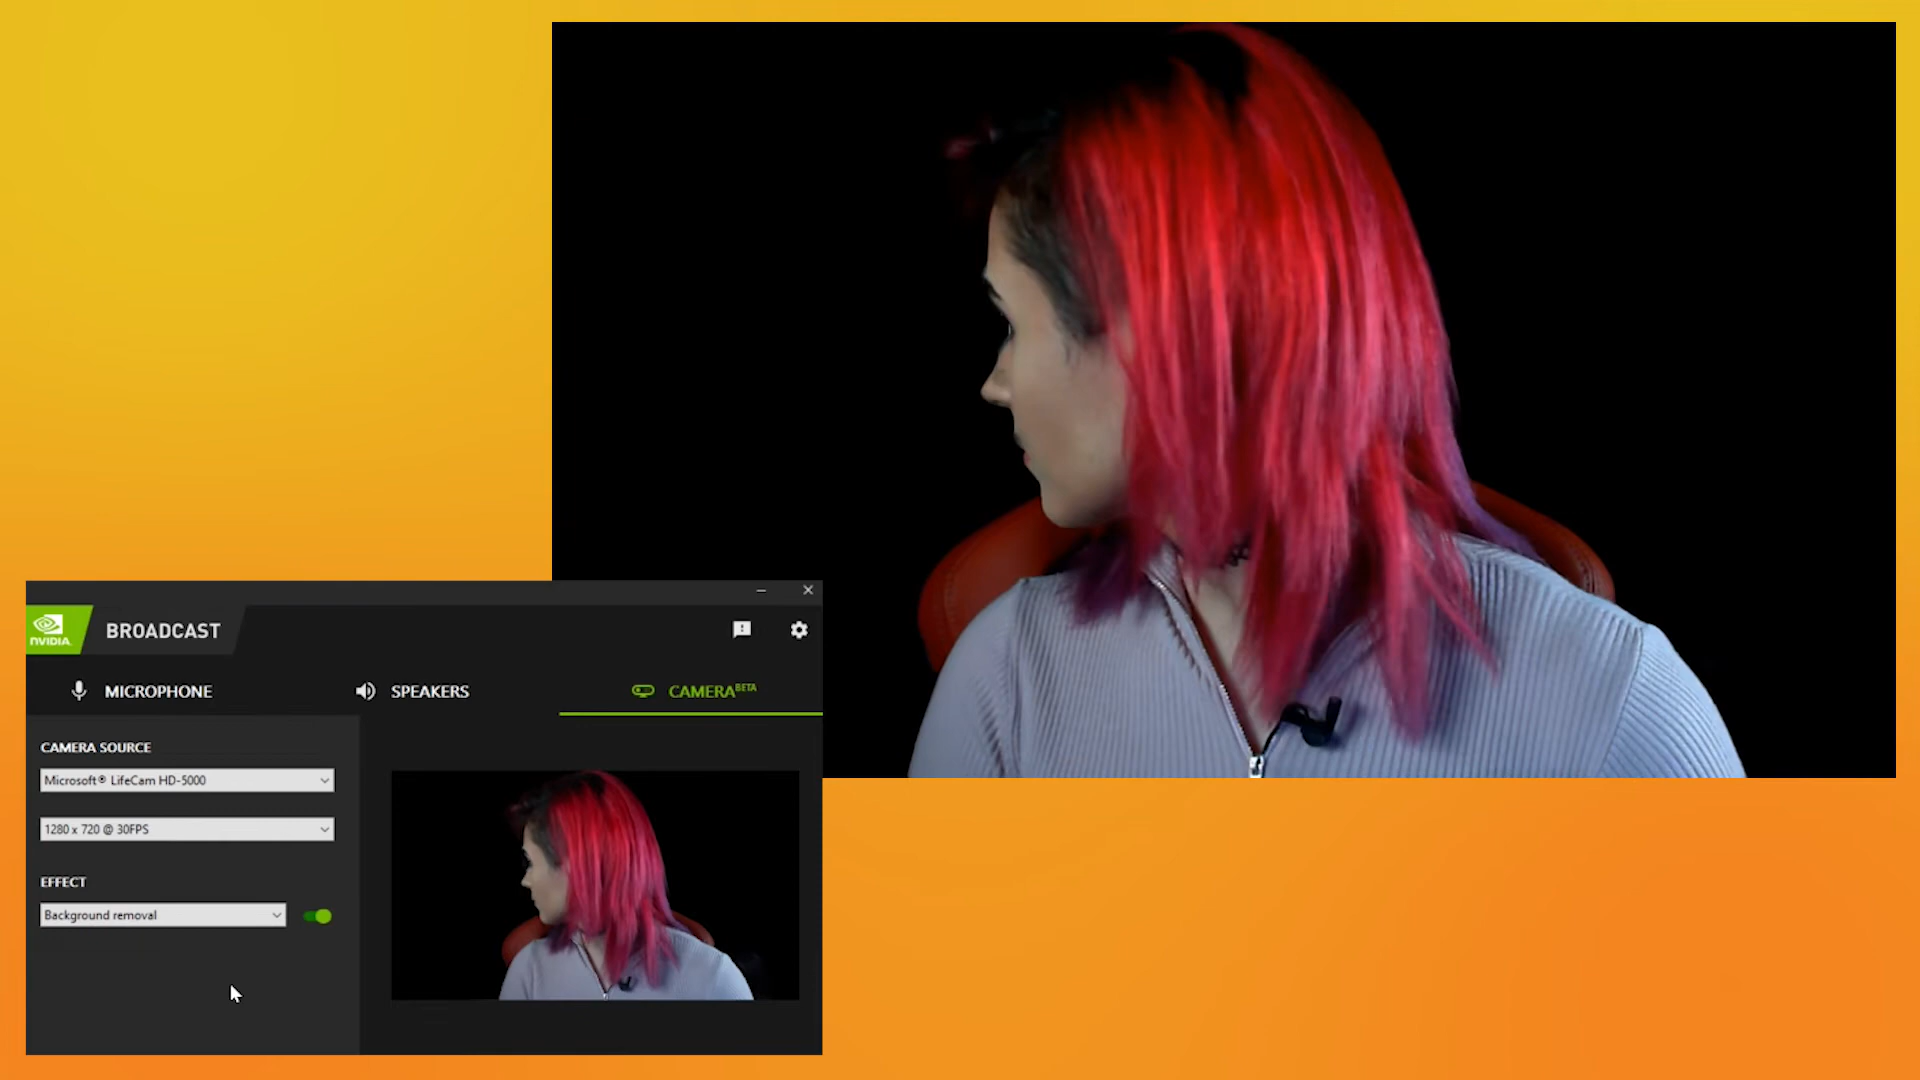 NVIDIA.
BROADCAST
MICROPHONE
SPEAKERS
CAMERA BETA
CAMERA SOURCE
Microsoft® LifeCam HD-5000
1280 x 720 @ 30FPS
EFFECT
Background removal